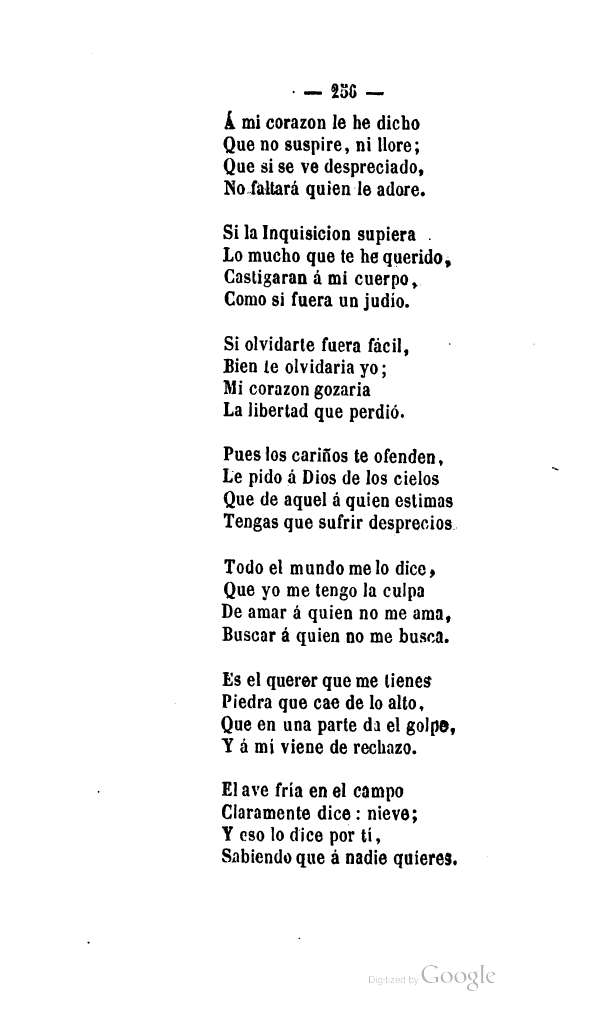 — 256 —
Á mi corazon le he dicho
Que no suspire, ni llore;
Que si se ve despreciado,
No faltará quien le adore.
Si la Inquisicion supiera
Lo mucho que te he querido,
Castigaran á mi cuerpo,
Como si fuera un judío.
Si olvidarte fuera fácil,
Bien te olvidaria yo;
Mi corazon gozaria
La libertad que perdió.
Pues los cariños te ofenden,
Le pido á Dios de los cielos
Que de aquel á quien estimas
Tengas que sufrir desprecios.
Todo el mundo me lo dice,
Que yo me tengo la culpa
De amar á quien no me ama,
Buscar á quien no me busca.
Es el querer que me tienes
Piedra que cae de lo alto,
Que en una parte da el golpe,
Y á mí viene de rechazo.
El ave fría en el campo
Claramente dice: nieve;
Y eso lo dice por tí,
Sabiendo que á nadie quieres.
Digitized by Google